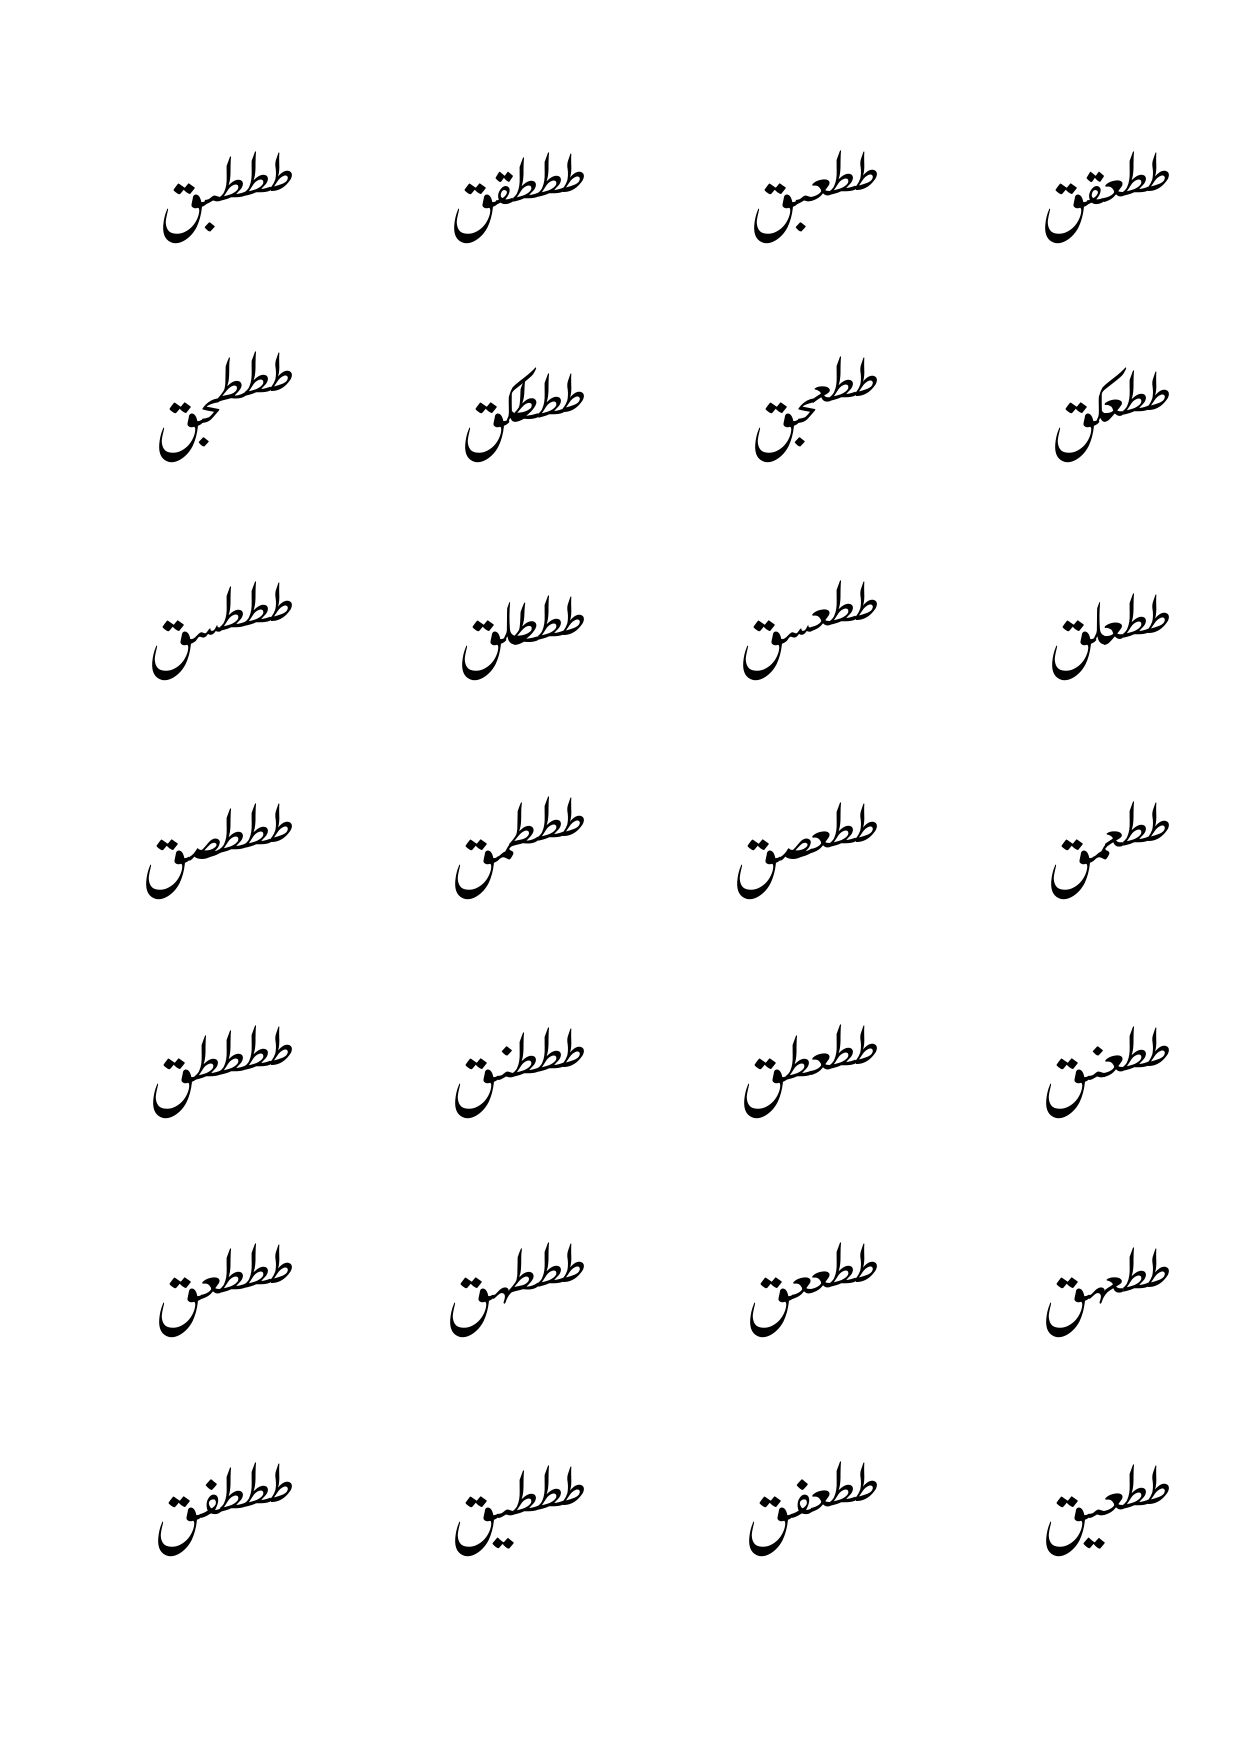 ططعقق ططعبق طططقق طططبق
ططعكق ططعجق طططكق طططجق
ططعلق ططعسق طططلق طططسق
ططعمق ططعصق طططمق طططصق
ططعنق ططعطق طططنق ططططق
ططعهق ططععق طططهق طططعق
ططعيق ططعفق طططيق طططفق